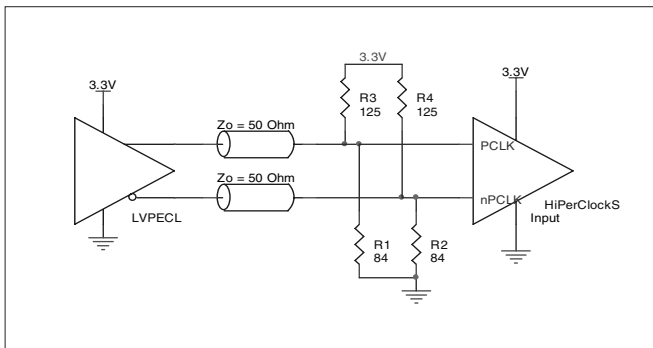 3.3V
3.3V
3.3V
R3
125
R4
125
Zo = 50 Ohm
PCLK
Zo = 50 Ohm
nPCLK
HiPerClockS
Input
LVPECL
R1
84
R2
84